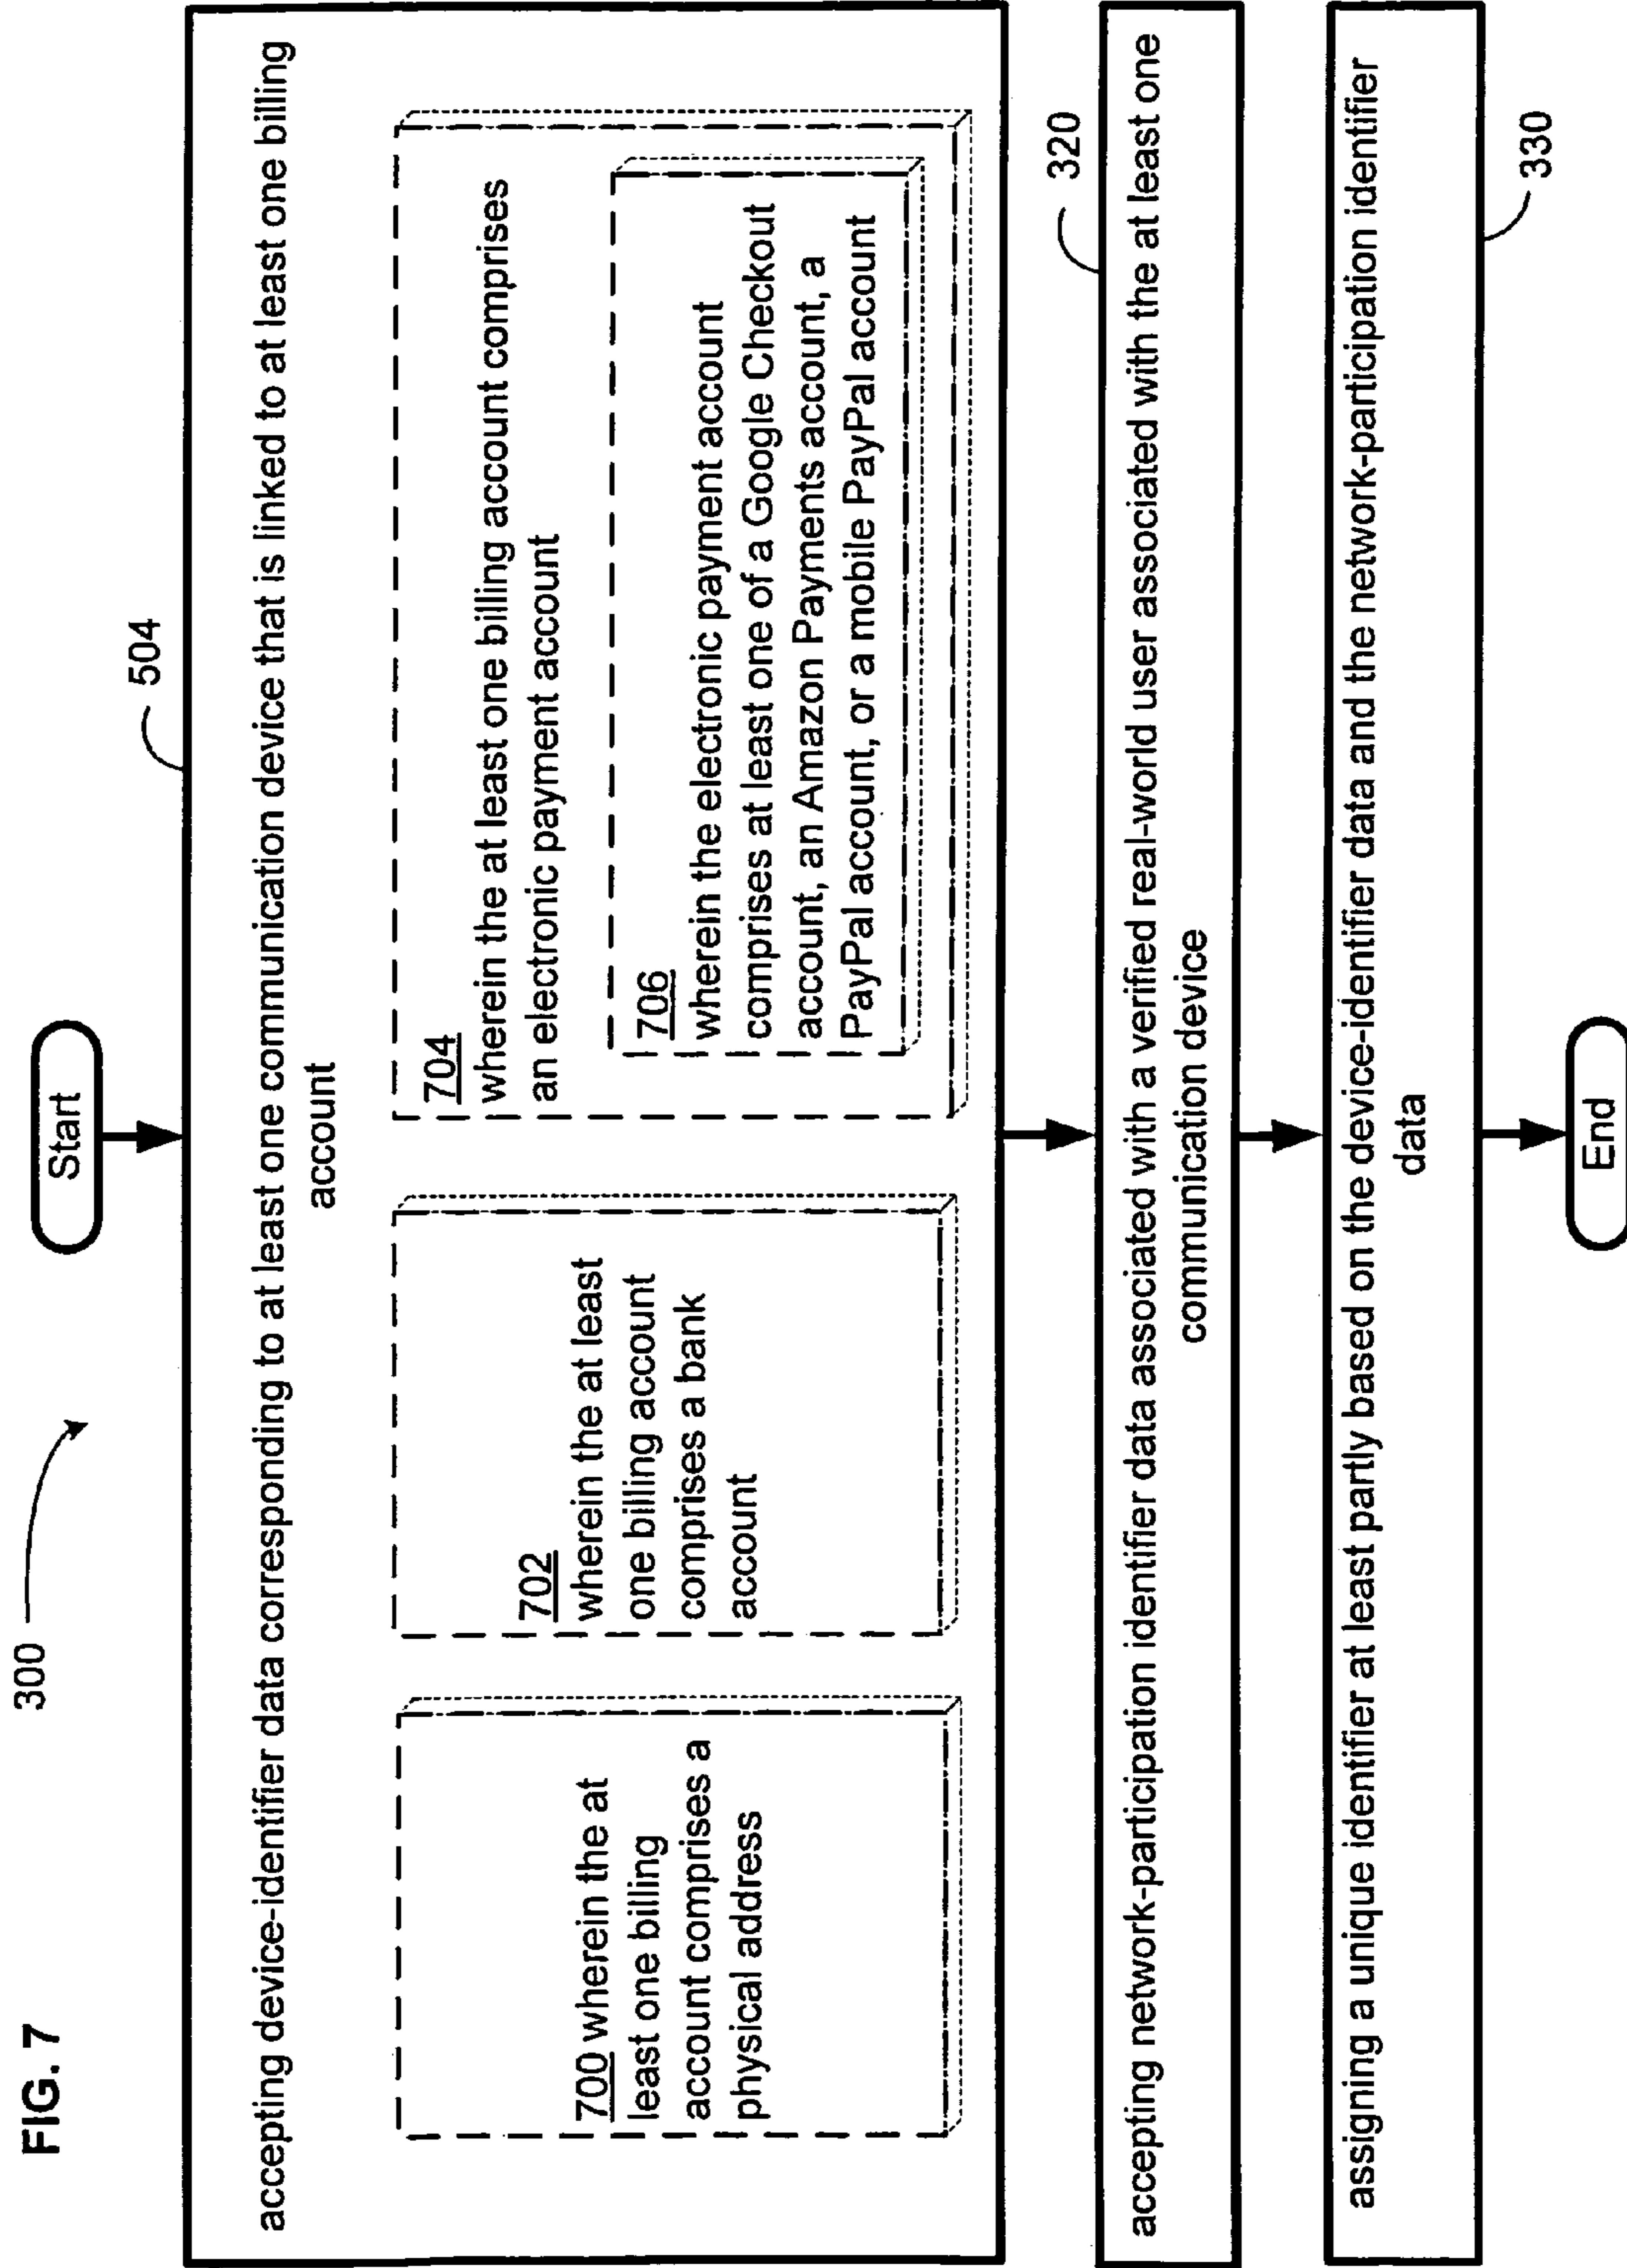 FIG. 7
300
Start
504
accepting device-identifier data corresponding to at least one communication device that is linked to at least one billing
account
700 wherein the at
least one billing
account comprises a
physical address
702
wherein the at least
one billing account
comprises a bank
account
704
wherein the at least one billing account comprises
an electronic payment account
706
wherein the electronic payment account
comprises at least one of a Google Checkout
account, an Amazon Payments account, a
PayPal account, or a mobile PayPal account
320
accepting network-participation identifier data associated with a verified real-world user associated with the at least one
communication device
assigning a unique identifier at least partly based on the device-identifier data and the network-participation identifier
data
330
End